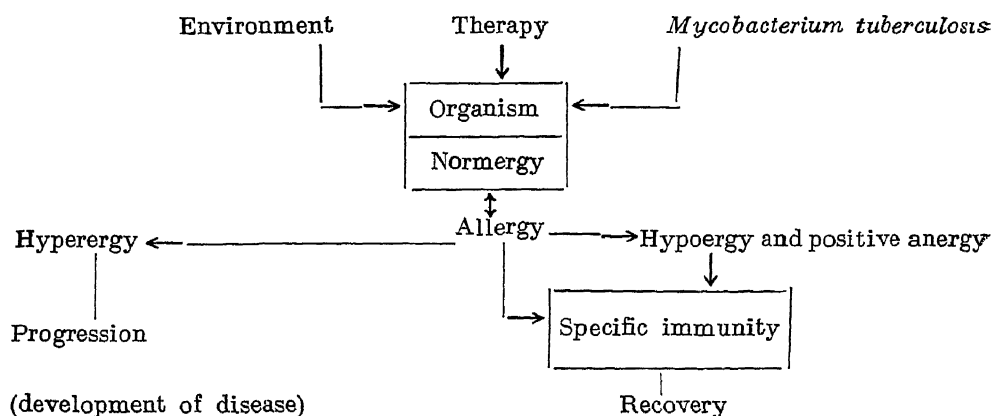 Environment Therapy Mycobacterium tuberculosis
Organism
Normergy
Allergy
Hyperergy Hypoergy and positive anergy
Progression Specific immunity
(development of disease) Recovery